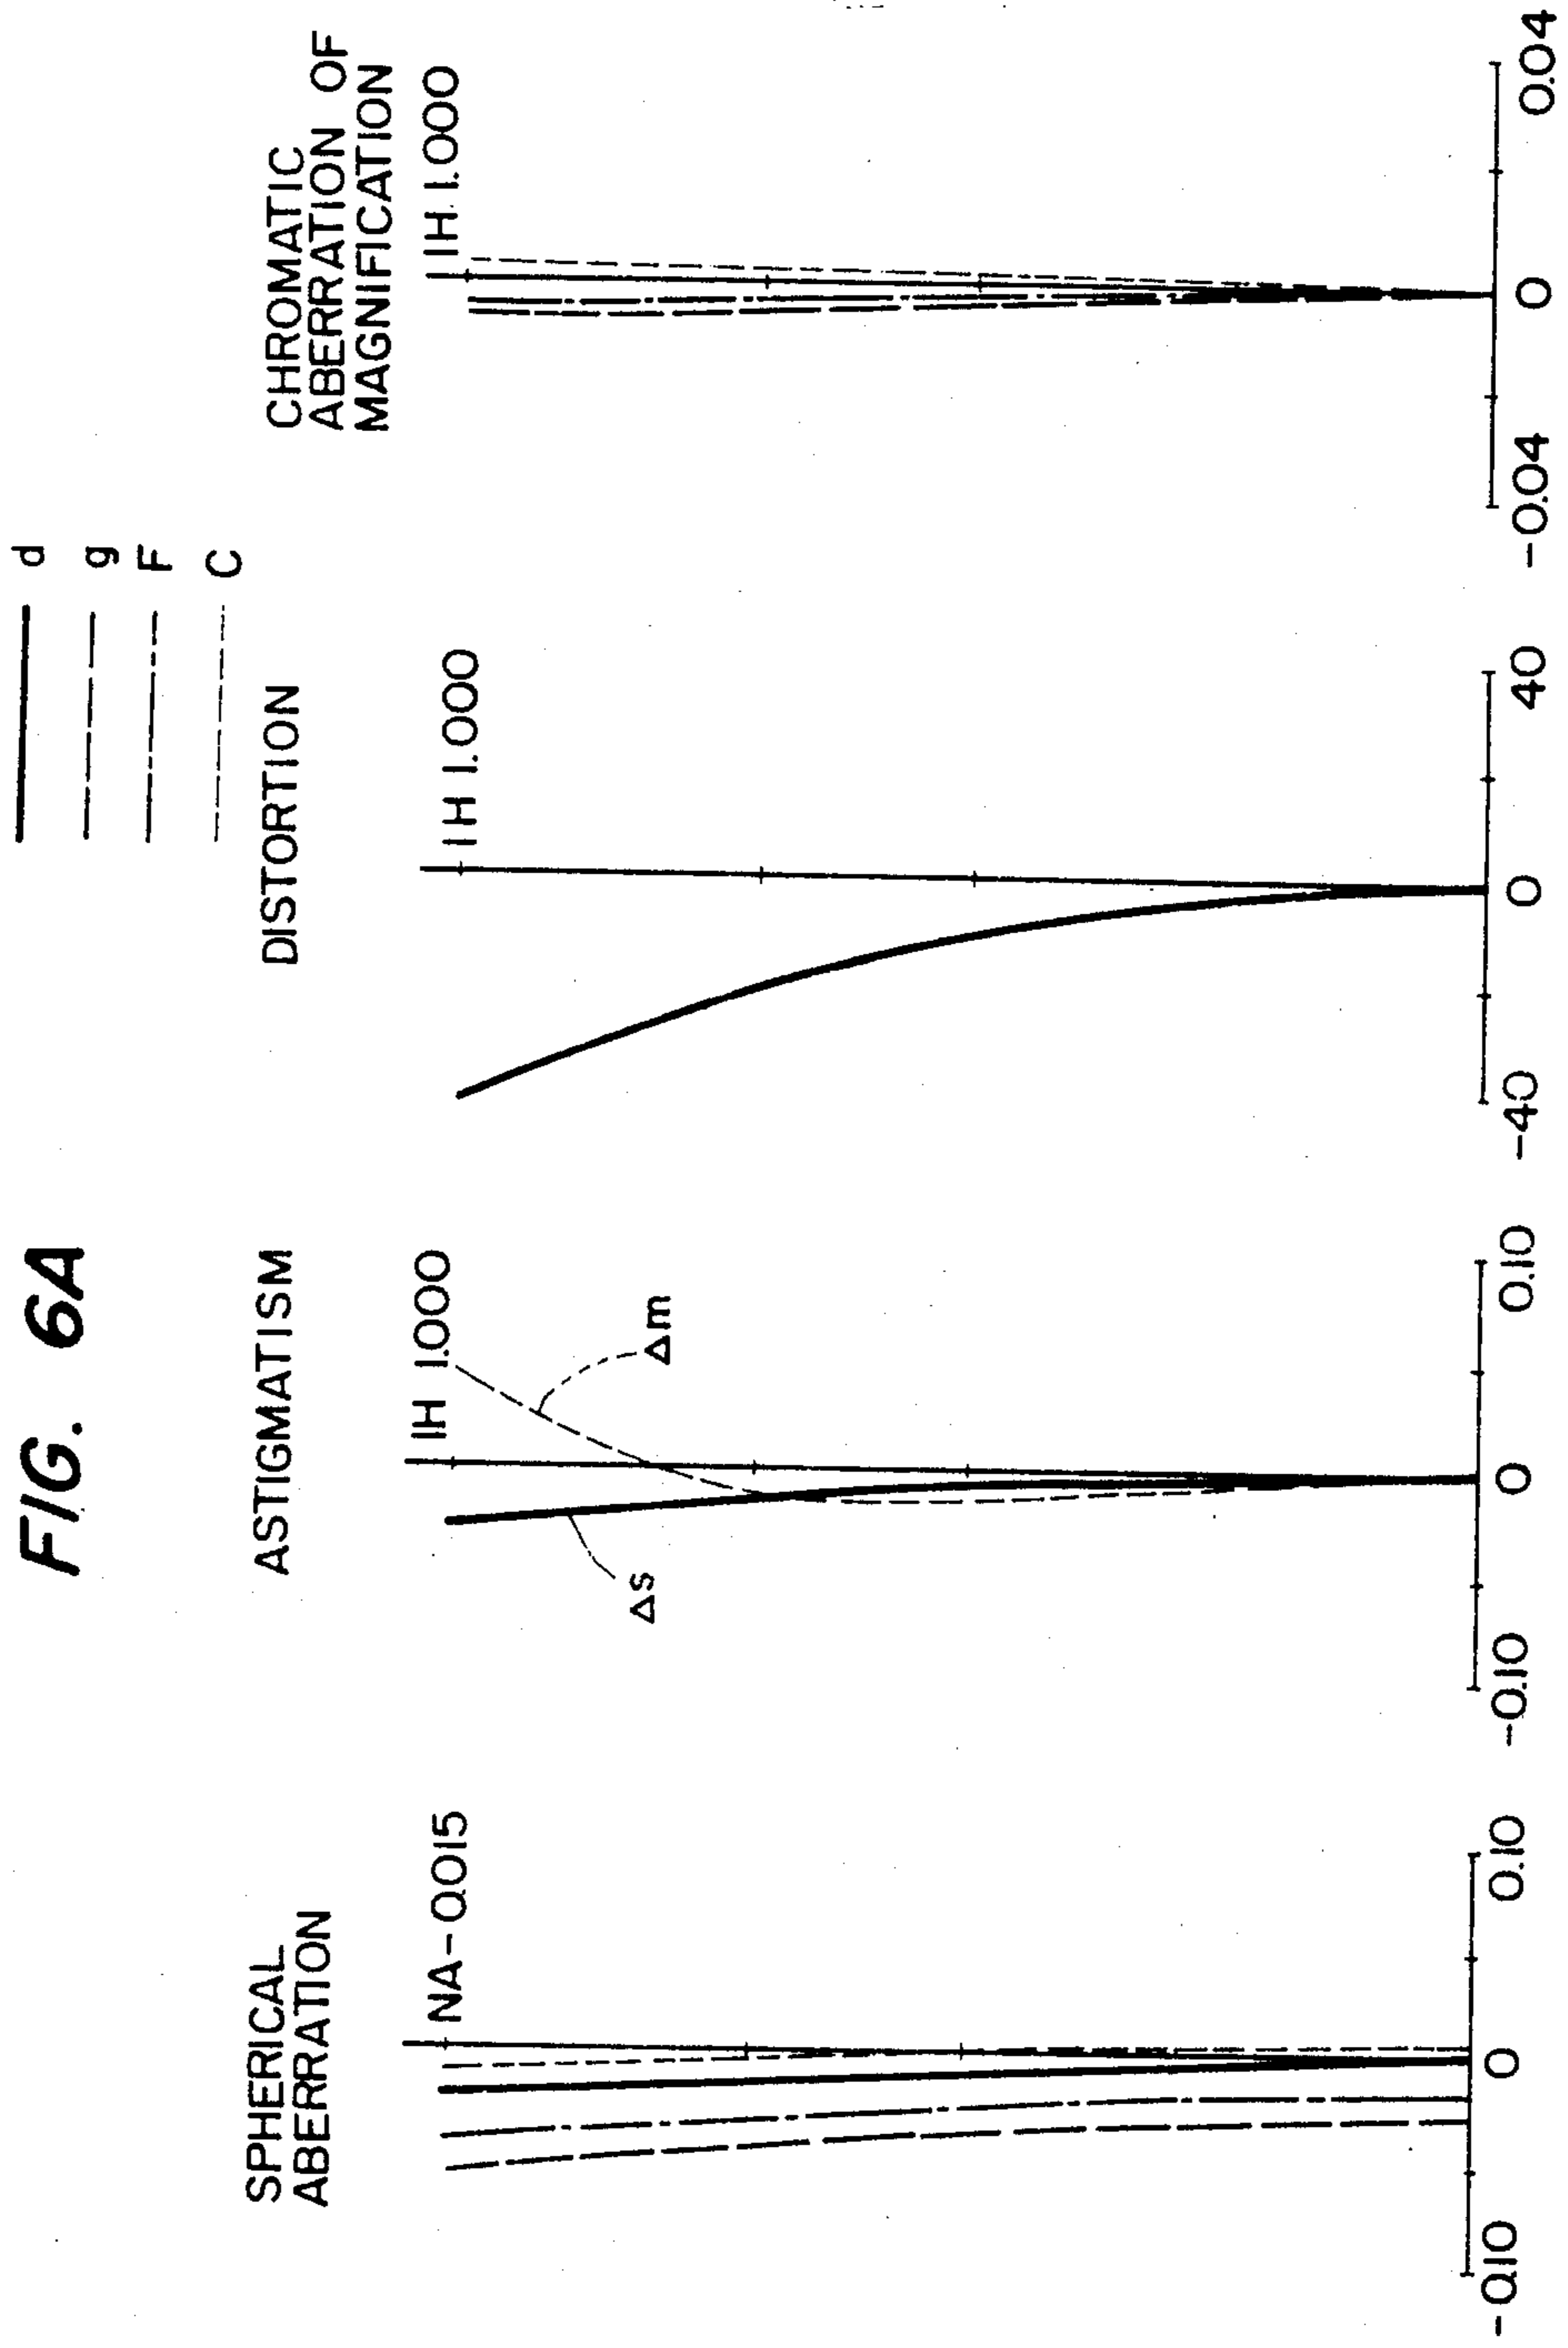 FIG. 6A
d
g
F
C
SPHERICAL
ABERRATION
NA-0.015
-0.10
0
0.10
ASTIGMATISM
IH 1.000
Δs
Δm
-0.10
0
0.10
DISTORTION
IH 1.000
-40
0
40
CHROMATIC
ABERRATION OF
MAGNIFICATION
IH 1.000
-0.04
0
0.04